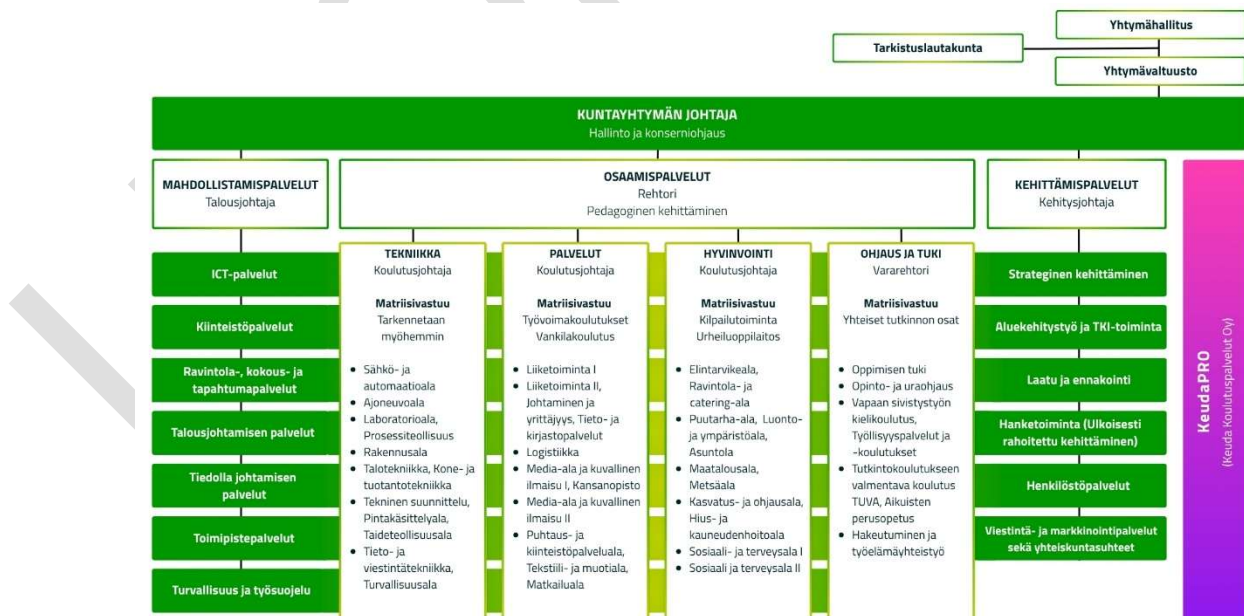 Yhtymähallitus
Tarkistuslautakunta
Yhtymävaltuusto
KUNTAYHTYMÄN JOHTAJA
Hallinto ja konserniohjaus
MAHDOLLISTAMISPALVELUT
Talousjohtaja
OSAAMISPALVELUT
Rehtori
Pedagoginen kehittäminen
KEHITTÄMISPALVELUT
Kehitysjohtaja
ICT-palvelut
Kiinteistöpalvelut
Ravintola-, kokous- ja
tapahtumapalvelut
Talousjohtamisen palvelut
Tiedolla johtamisen
palvelut
Toimipistepalvelut
Turvallisuus ja työsuojelu
TEKNIIKKA
Koulutusjohtaja
Matriisivastuu
Tarkennetaan
myöhemmin
• Sähkö- ja
automaatioala
• Ajoneuvoala
• Laboratorioala,
Prosessiteollisuus
• Rakennusala
• Talotekniikka, Kone- ja
tuotantotekniikka
• Tekninen suunnittelu,
Pintakäsittelyala,
Taideteollisuusala
• Tieto- ja
viestintätekniikka,
Turvallisuusala
PALVELUT
Koulutusjohtaja
Matriisivastuu
Työvoimakoulutukset
Vankilakoulutus
• Liiketoiminta I
• Liiketoiminta II,
Johtaminen ja
yrittäjyys, Tieto- ja
kirjastopalvelut
• Logistiikka
• Media-ala ja kuvallinen
ilmaisu I, Kansanopisto
• Media-ala ja kuvallinen
ilmaisu II
• Puhtaus- ja
kiinteistöpalveluala,
Tekstiili- ja muotiala,
Matkailuala
HYVINVOINTI
Koulutusjohtaja
Matriisivastuu
Kilpailutoiminta
Urheiluoppilaitos
• Elintarvikeala,
Ravintola- ja
catering-ala
• Puutarha-ala, Luonto-
ja ympäristöala,
Asuntola
• Maatalousala,
Metsäala
• Kasvatus- ja ohjausala,
Hius- ja
kauneudenhoitoala
• Sosiaali- ja terveysala I
• Sosiaali ja terveysala II
OHJAUS JA TUKI
Vararehtori
Matriisivastuu
Yhteiset tutkinnon osat
• Oppimisen tuki
• Opinto- ja uraohjaus
• Vapaan sivistystyön
kielikoulutus,
Työllisyyspalvelut ja
-koulutukset
• Tutkintokoulutukseen
valmentava koulutus
TUVA, Aikuisten
perusopetus
• Hakeutuminen ja
työelämäyhteistyö
Strateginen kehittäminen
Aluekehitystyö ja TKI-toiminta
Laatu ja ennakointi
Hanketoiminta (Ulkoisesti
rahoitettu kehittäminen)
Henkilöstöpalvelut
Viestintä- ja markkinointipalvelut
sekä yhteiskuntasuhteet
KeudaPRO
(Keuda Koulutuspalvelut Oy)